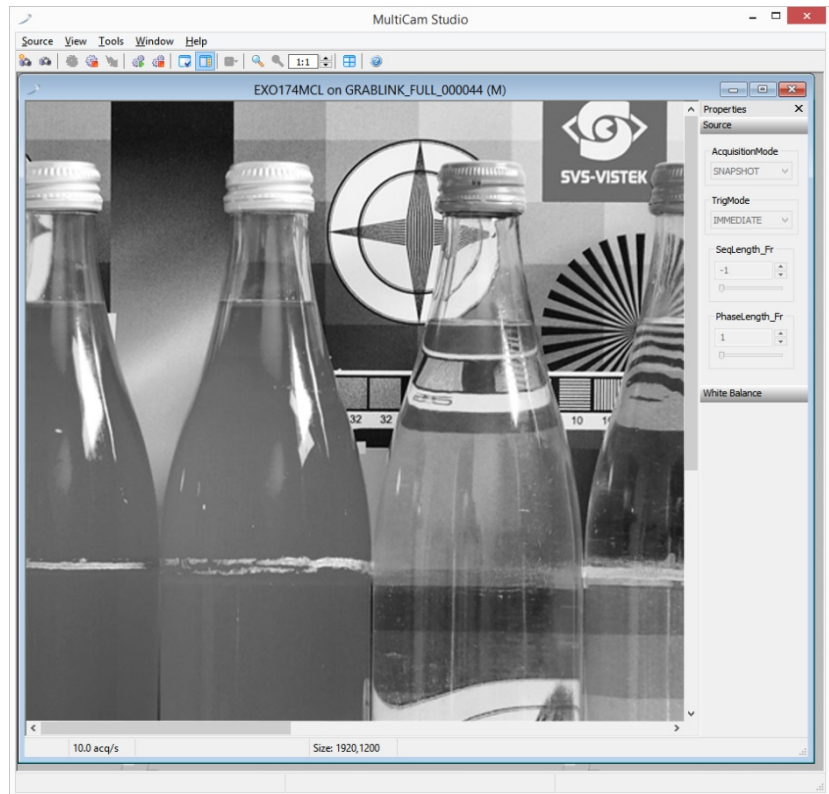 MultiCam Studio
Source View Tools Window Help
1:1
EXO174MCL on GRABLINK_FULL_000044 (M)
Properties X
Source
AcquisitionMode
SNAPSHOT
TrigMode
IMMEDIATE
SeqLength_Fr
-1
PhaseLength_Fr
1
White Balance
SVS-VISTEK
32 32
10
10.0 acq/s
Size: 1920,1200